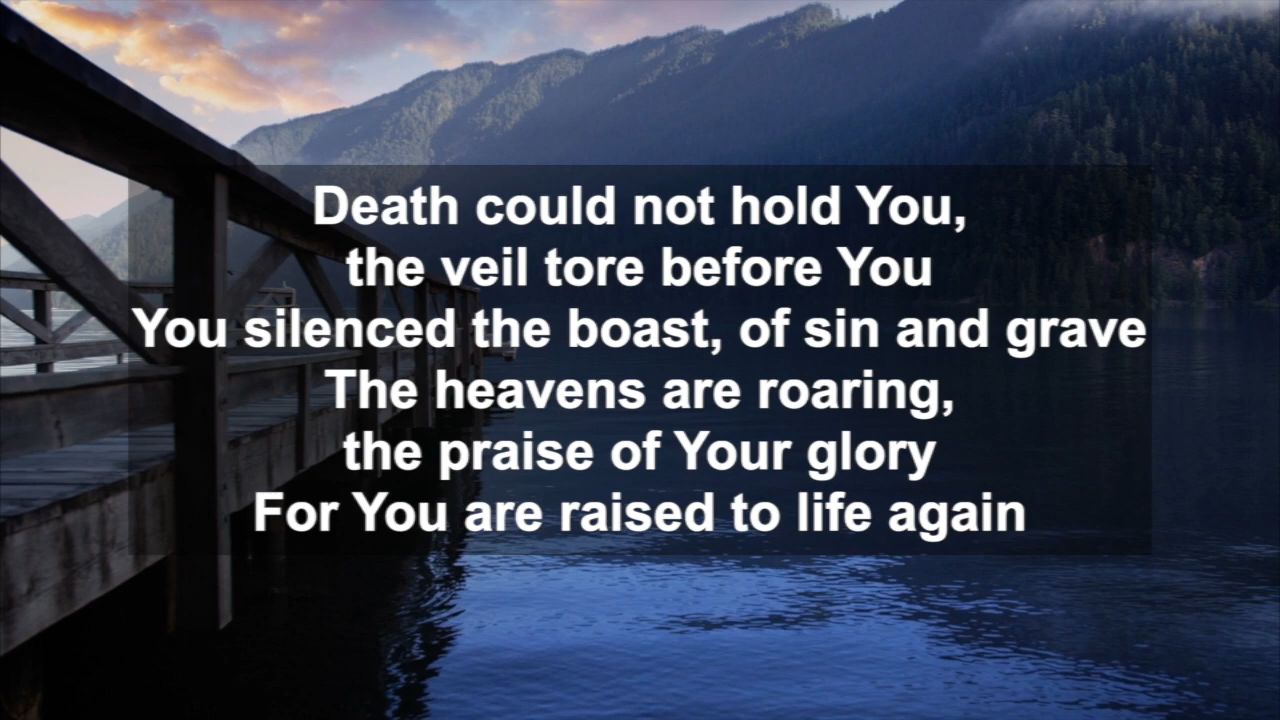 Death could not hold You,
the veil tore before You
You silenced the boast, of sin and grave
The heavens are roaring,
the praise of Your glory
For You are raised to life again